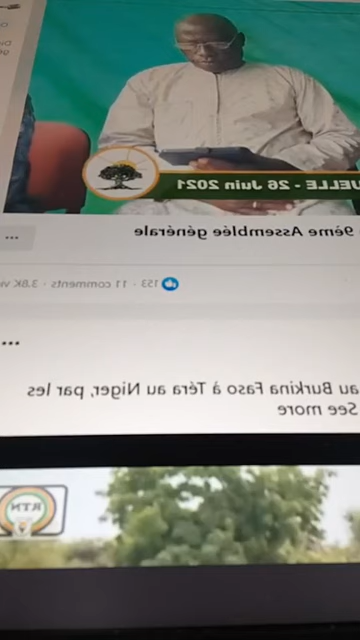 UELLE - 26 Juin 2021
9ème Assemblée générale
153 · 11 comments · 3.8K v
au Burkina Faso à Téra au Niger, par les
See more
RTN